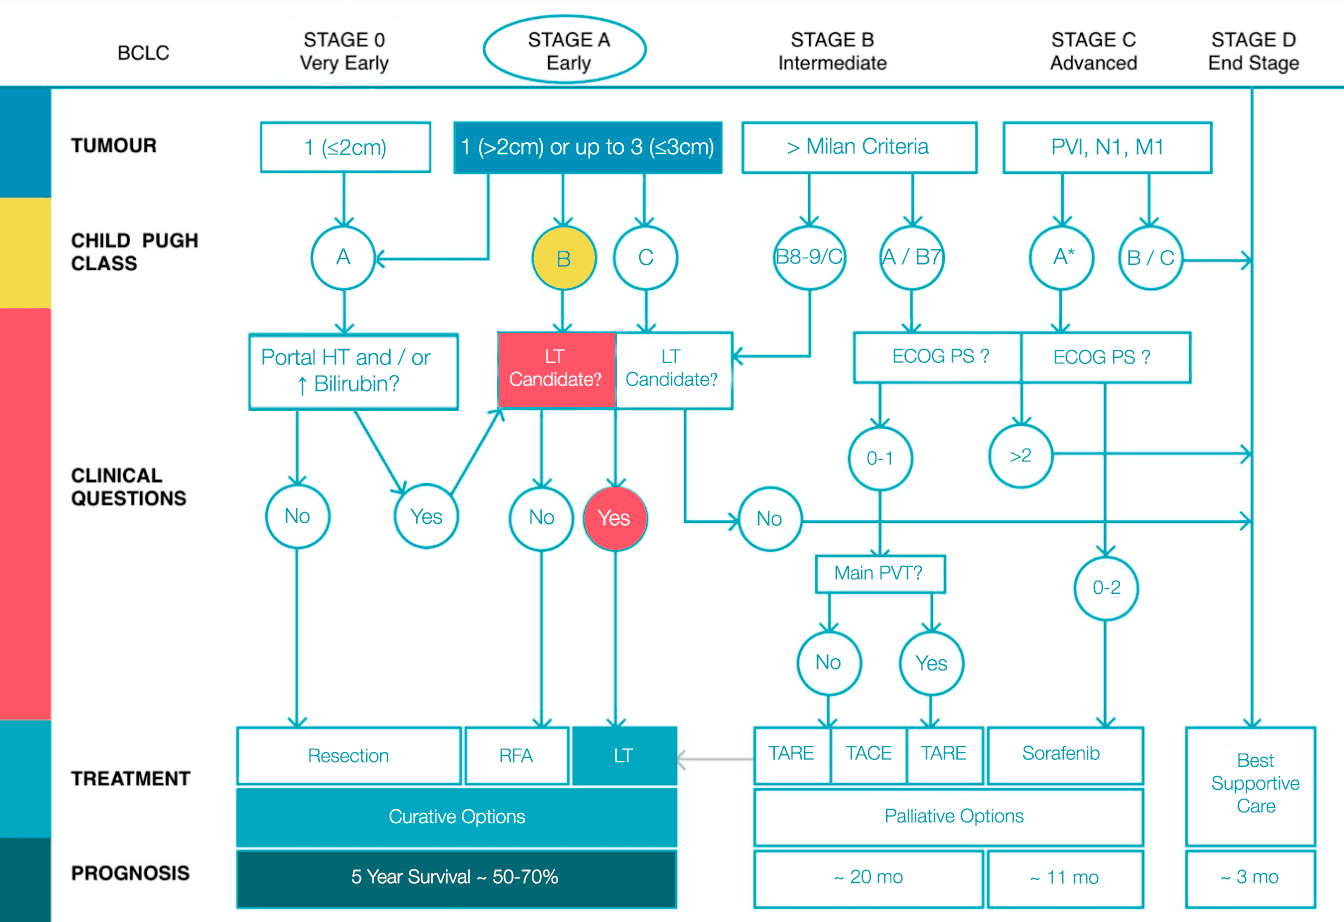 BCLC
STAGE 0
Very Early
STAGE A
Early
STAGE B
Intermediate
STAGE C
Advanced
STAGE D
End Stage
TUMOUR
1 (≤2cm)
1 (>2cm) or up to 3 (≤3cm)
> Milan Criteria
PVI, N1, M1
CHILD PUGH
CLASS
A
B
C
B8-9/C
A / B7
A*
B / C
CLINICAL
QUESTIONS
Portal HT and / or
↑ Bilirubin?
LT
Candidate?
LT
Candidate?
ECOG PS ?
ECOG PS ?
0-1
>2
No
Yes
No
Yes
No
Main PVT?
0-2
No
Yes
TREATMENT
Resection
RFA
LT
TARE
TACE
TARE
Sorafenib
Best
Supportive
Care
Curative Options
Palliative Options
PROGNOSIS
5 Year Survival ~ 50-70%
~ 20 mo
~ 11 mo
~ 3 mo